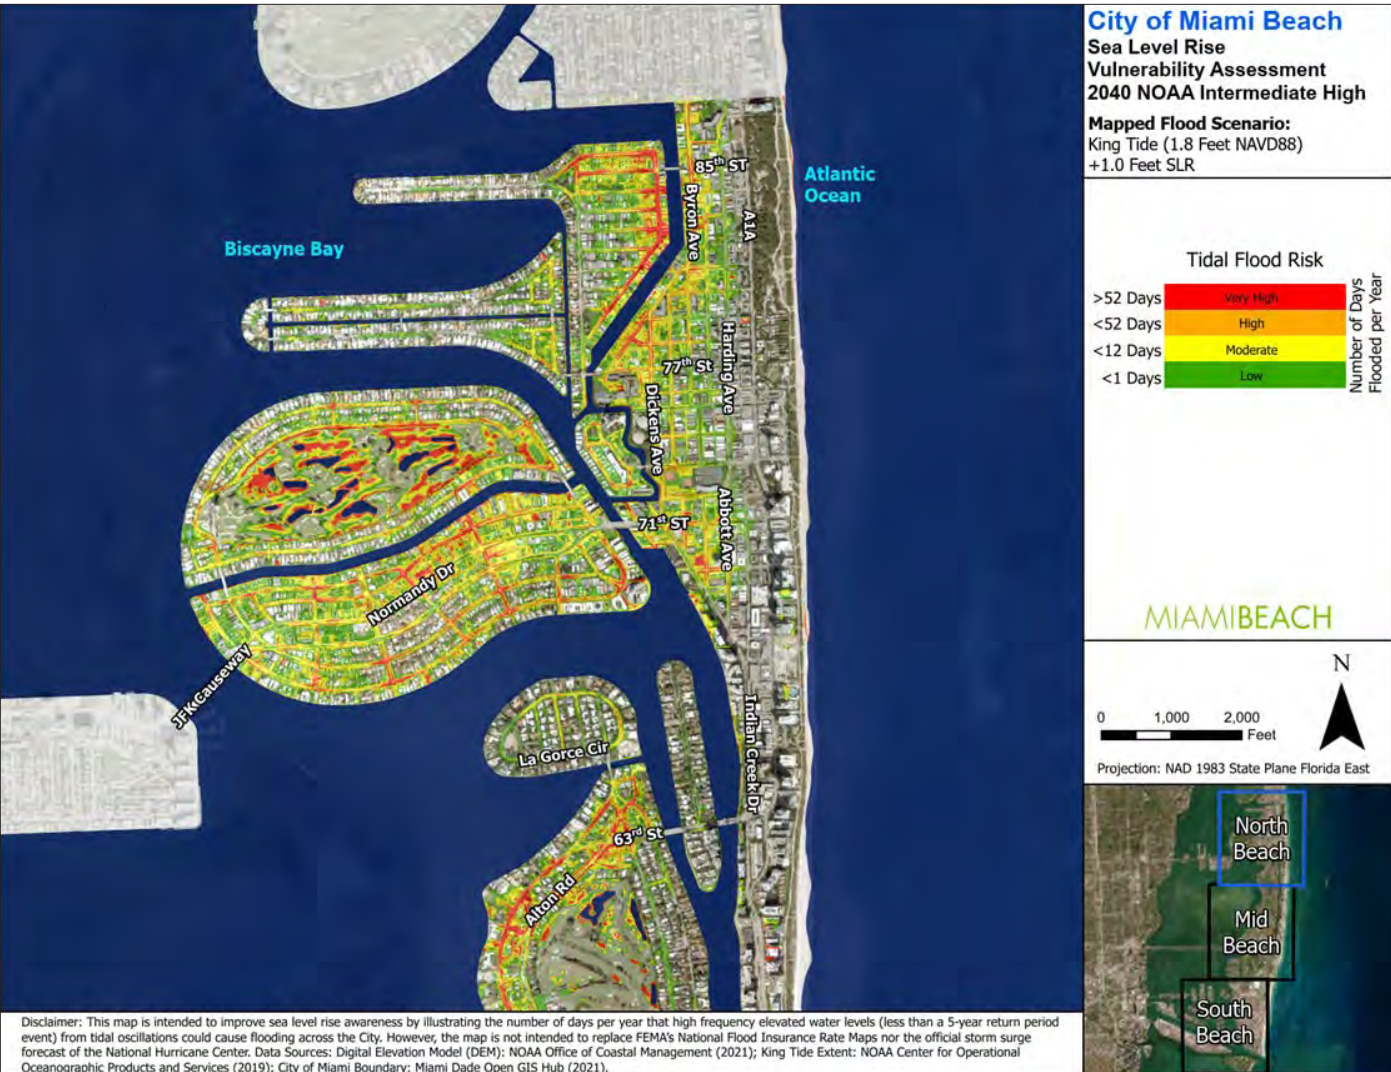 City of Miami Beach
Sea Level Rise
Vulnerability Assessment
2040 NOAA Intermediate High
Mapped Flood Scenario:
King Tide (1.8 Feet NAVD88)
+1.0 Feet SLR
Tidal Flood Risk
>52 Days Very High
<52 Days High
<12 Days Moderate
<1 Days Low
Number of Days
Flooded per Year
MIAMIBEACH
N
0 1,000 2,000
Feet
Projection: NAD 1983 State Plane Florida East
North
Beach
Mid
Beach
South
Beach
Atlantic
Ocean
Biscayne Bay
85th ST
Byron Ave
A1A
Harding Ave
77th St
Dickens Ave
Abbott Ave
71st ST
Normandy Dr
JFK Causeway
La Gorce Cir
Indian Creek Dr
63rd St
Alton Rd
Disclaimer: This map is intended to improve sea level rise awareness by illustrating the number of days per year that high frequency elevated water levels (less than a 5-year return period
event) from tidal oscillations could cause flooding across the City. However, the map is not intended to replace FEMA's National Flood Insurance Rate Maps nor the official storm surge
forecast of the National Hurricane Center. Data Sources: Digital Elevation Model (DEM): NOAA Office of Coastal Management (2021); King Tide Extent: NOAA Center for Operational
Oceanographic Products and Services (2019); City of Miami Boundary: Miami Dade Open GIS Hub (2021).